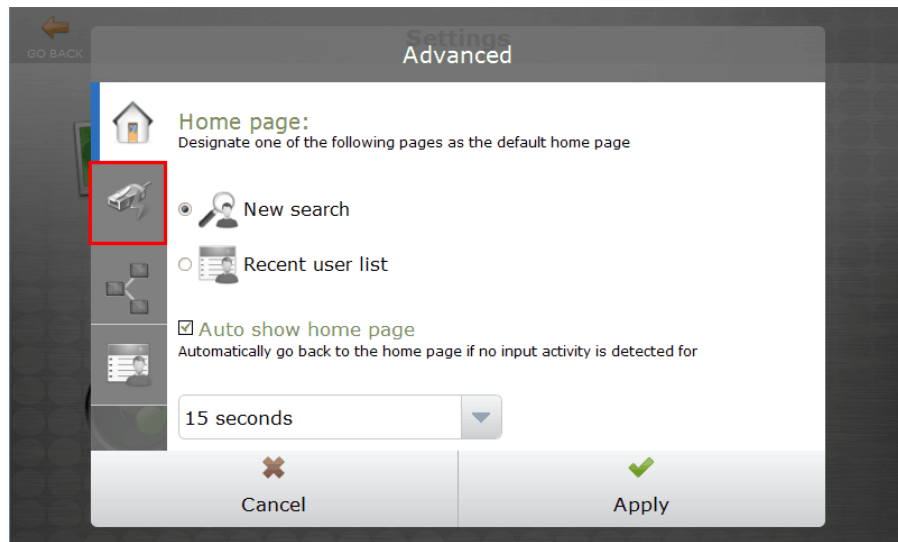 Settings
GO BACK
Advanced
Home page:
Designate one of the following pages as the default home page
New search
Recent user list
Auto show home page
Automatically go back to the home page if no input activity is detected for
15 seconds
Cancel
Apply